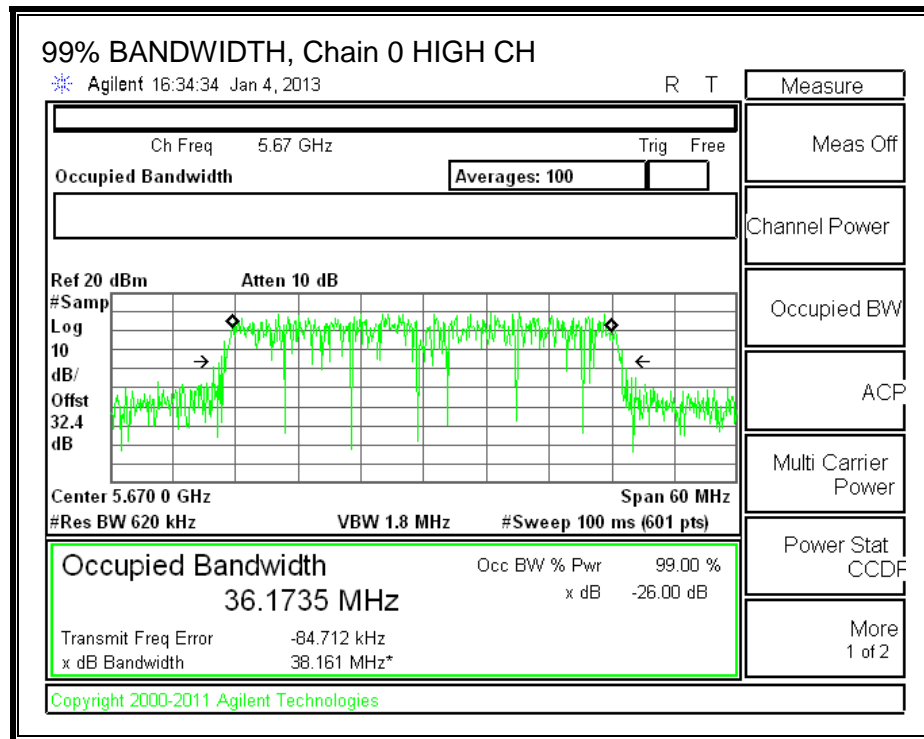 99% BANDWIDTH, Chain 0 HIGH CH
Agilent 16:34:34 Jan 4, 2013 R T
Measure
Ch Freq 5.67 GHz Trig Free
Meas Off
Occupied Bandwidth Averages: 100
Channel Power
Ref 20 dBm Atten 10 dB
#Samp
Log
10
dB/
Offst
32.4
dB
Occupied BW
ACP
Center 5.670 0 GHz Span 60 MHz
#Res BW 620 kHz VBW 1.8 MHz #Sweep 100 ms (601 pts)
Multi Carrier
Power
Occupied Bandwidth Occ BW % Pwr 99.00 %
36.1735 MHz x dB -26.00 dB
Power Stat
CCDF
Transmit Freq Error -84.712 kHz
x dB Bandwidth 38.161 MHz*
More
1 of 2
Copyright 2000-2011 Agilent Technologies